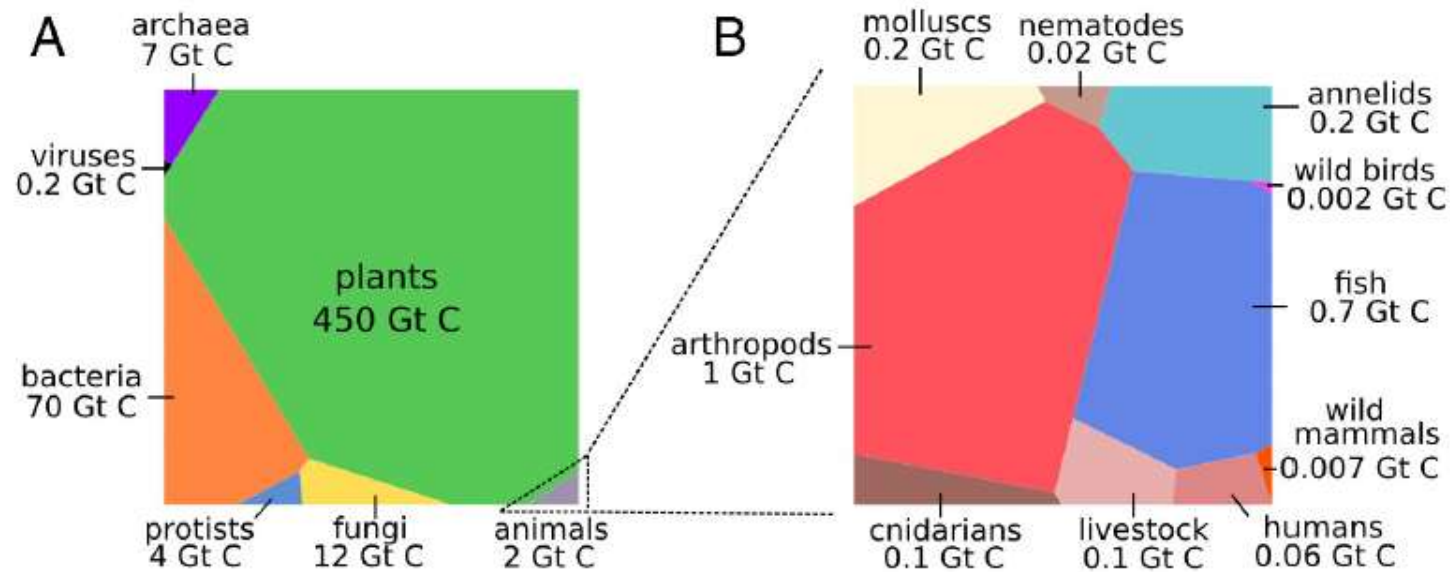 A
archaea
7 Gt C
viruses
0.2 Gt C
plants
450 Gt C
bacteria
70 Gt C
protists
4 Gt C
fungi
12 Gt C
animals
2 Gt C
B
molluscs
0.2 Gt C
nematodes
0.02 Gt C
annelids
0.2 Gt C
wild birds
0.002 Gt C
fish
0.7 Gt C
arthropods
1 Gt C
wild
mammals
0.007 Gt C
cnidarians
0.1 Gt C
livestock
0.1 Gt C
humans
0.06 Gt C